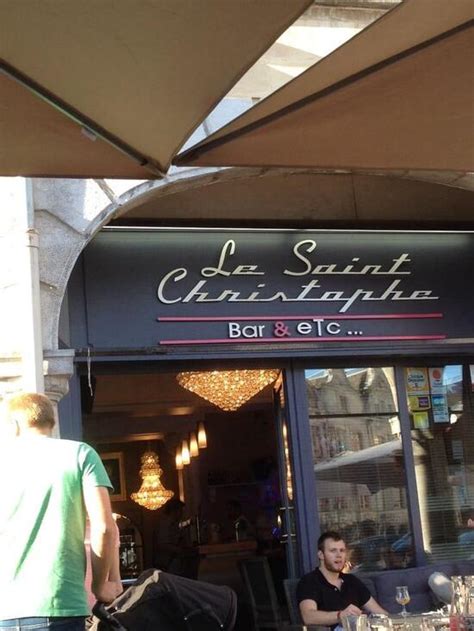 Le Saint
Christophe
Bar & eTc ...